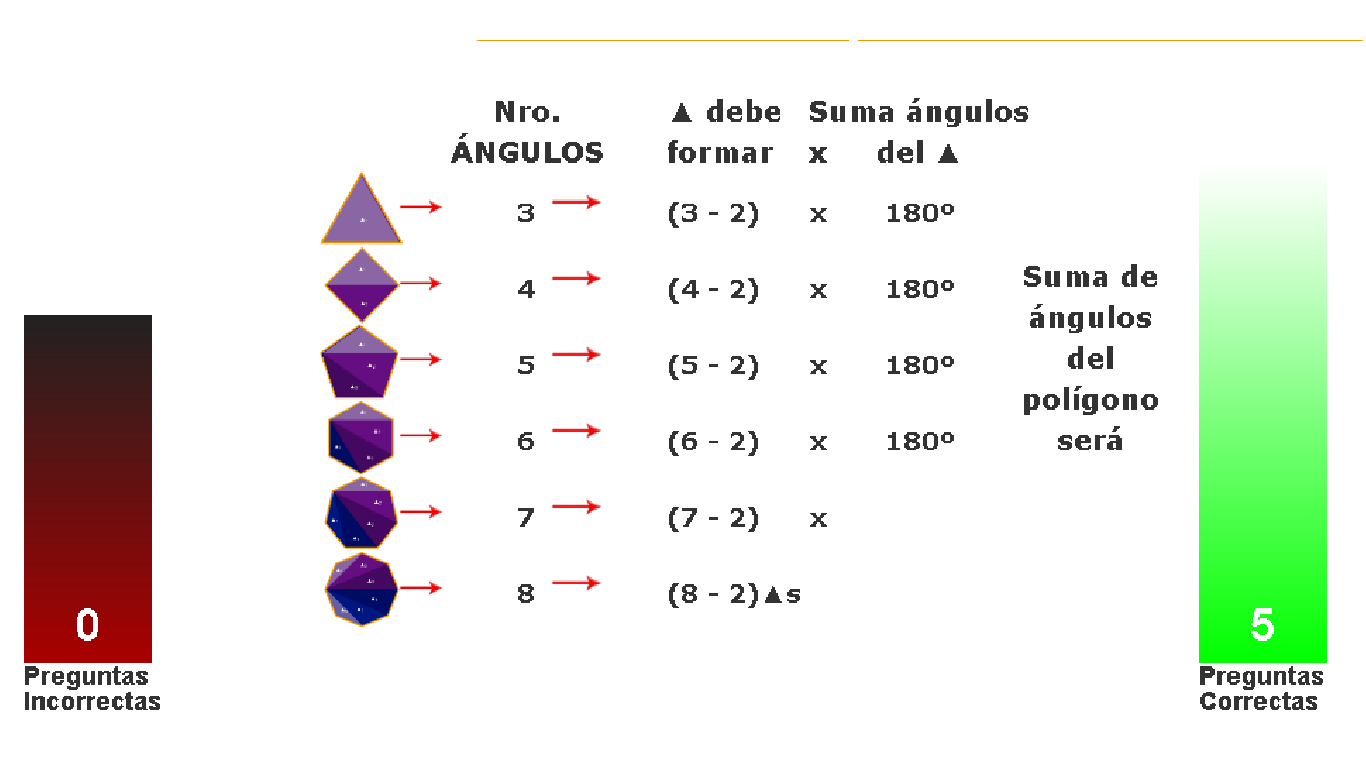 Nro.
ÁNGULOS
▲ debe
formar
Suma ángulos
x del ▲
3 (3 - 2) x 180º
4 (4 - 2) x 180º
5 (5 - 2) x 180º
6 (6 - 2) x 180º
7 (7 - 2) x
8 (8 - 2)▲s
Suma de
ángulos
del
polígono
será
0
Preguntas
Incorrectas
5
Preguntas
Correctas